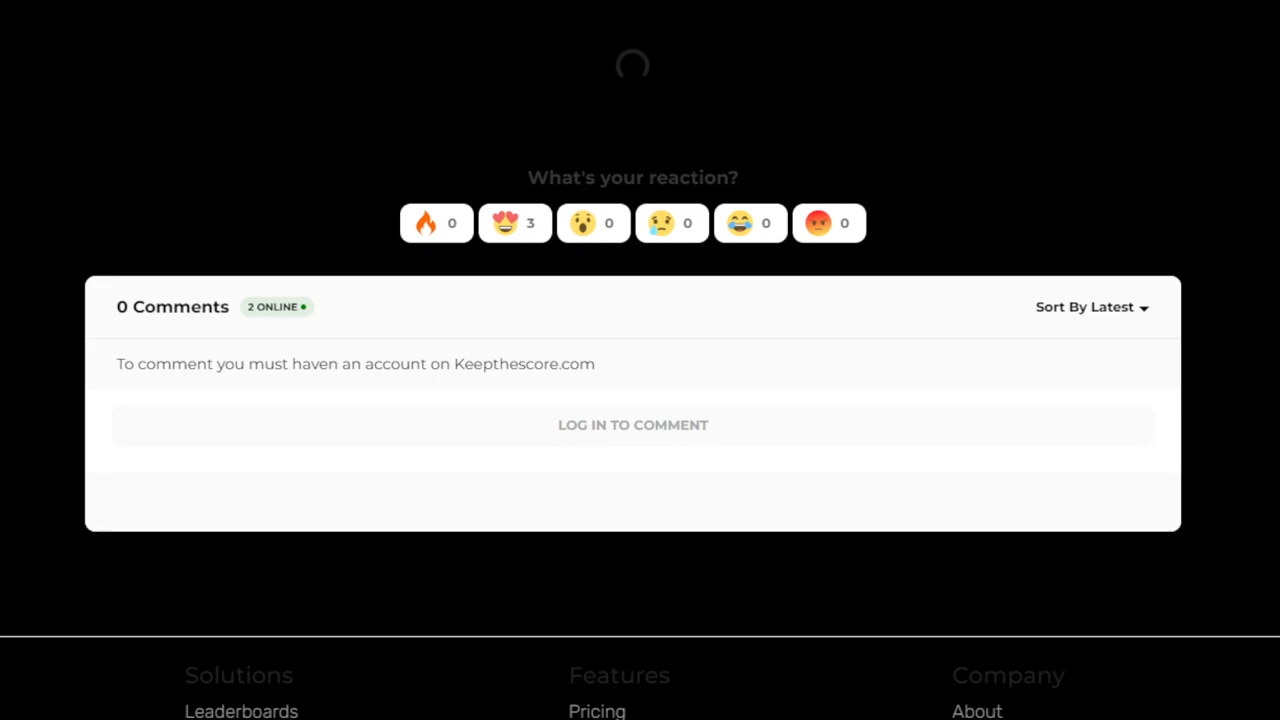 What's your reaction?
0 3 0 0 0 0
0 Comments 2 ONLINE Sort By Latest
To comment you must haven an account on Keepthescore.com
LOG IN TO COMMENT
Solutions Features Company
Leaderboards Pricing About